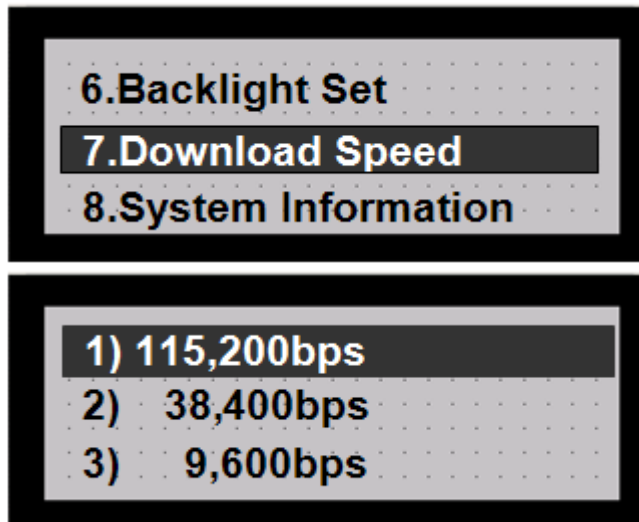 6.Backlight Set
7.Download Speed
8.System Information
1) 115,200bps
2) 38,400bps
3) 9,600bps